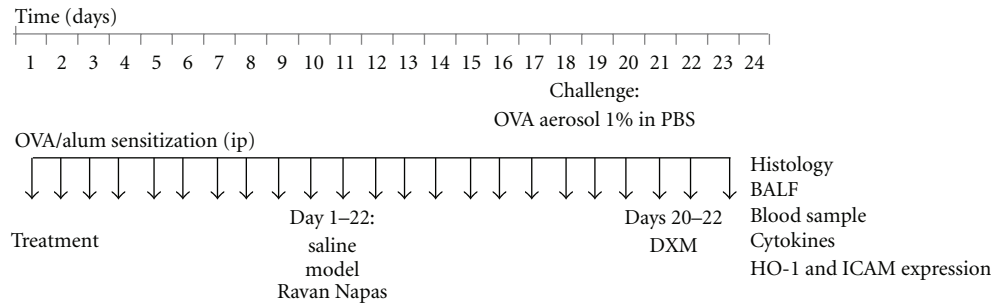 Time (days)
1 2 3 4 5 6 7 8 9 10 11 12 13 14 15 16 17 18 19 20 21 22 23 24
Challenge:
OVA aerosol 1% in PBS
OVA/alum sensitization (ip)
Treatment
Day 1–22:
saline
model
Ravan Napas
Days 20–22
DXM
Histology
BALF
Blood sample
Cytokines
HO-1 and ICAM expression